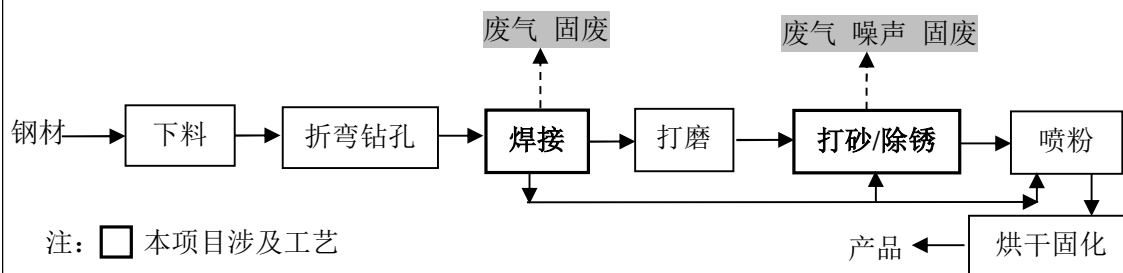 废气 固废
废气 噪声 固废
钢材
下料
折弯钻孔
焊接
打磨
打砂/除锈
喷粉
注：
本项目涉及工艺
产品
烘干固化